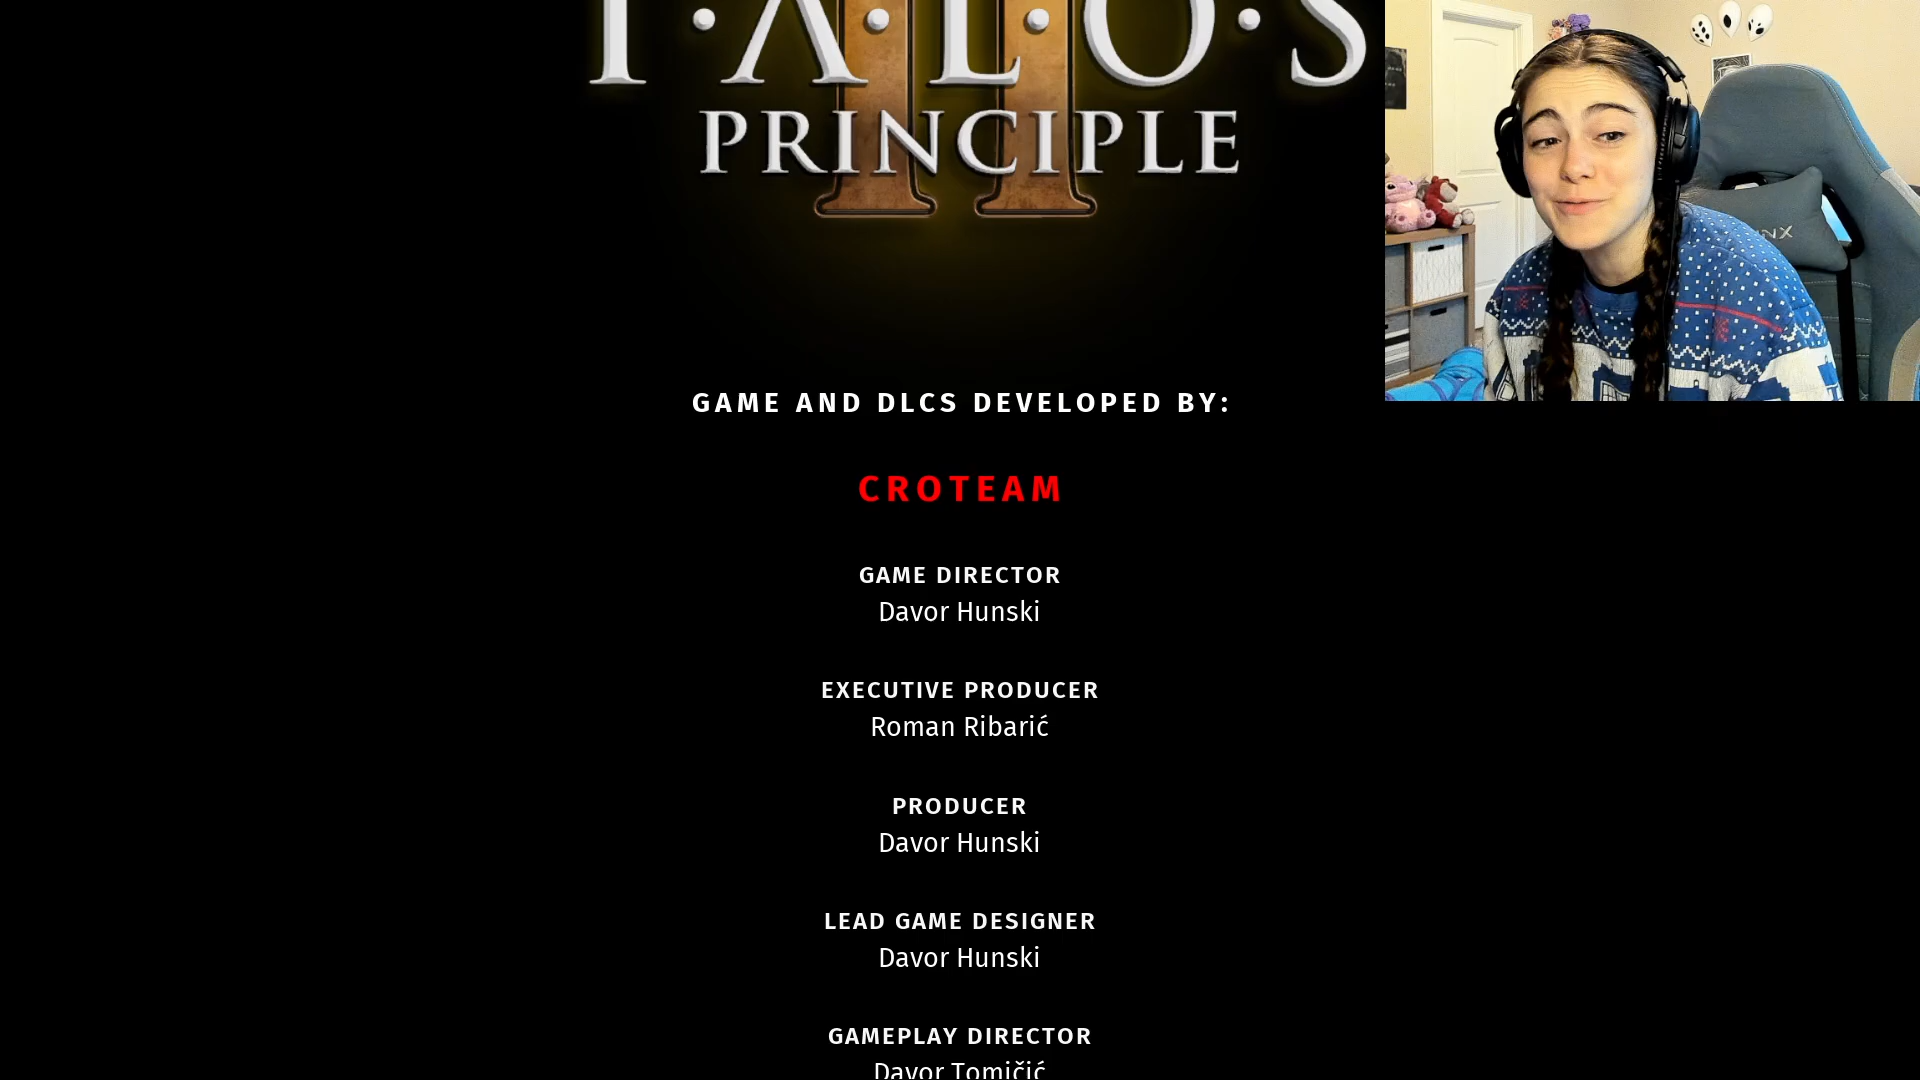 T·A·L·O·S
II
PRINCIPLE
GAME AND DLCS DEVELOPED BY:
CROTEAM
GAME DIRECTOR
Davor Hunski
EXECUTIVE PRODUCER
Roman Ribarić
PRODUCER
Davor Hunski
LEAD GAME DESIGNER
Davor Hunski
GAMEPLAY DIRECTOR
Davor Tomičić